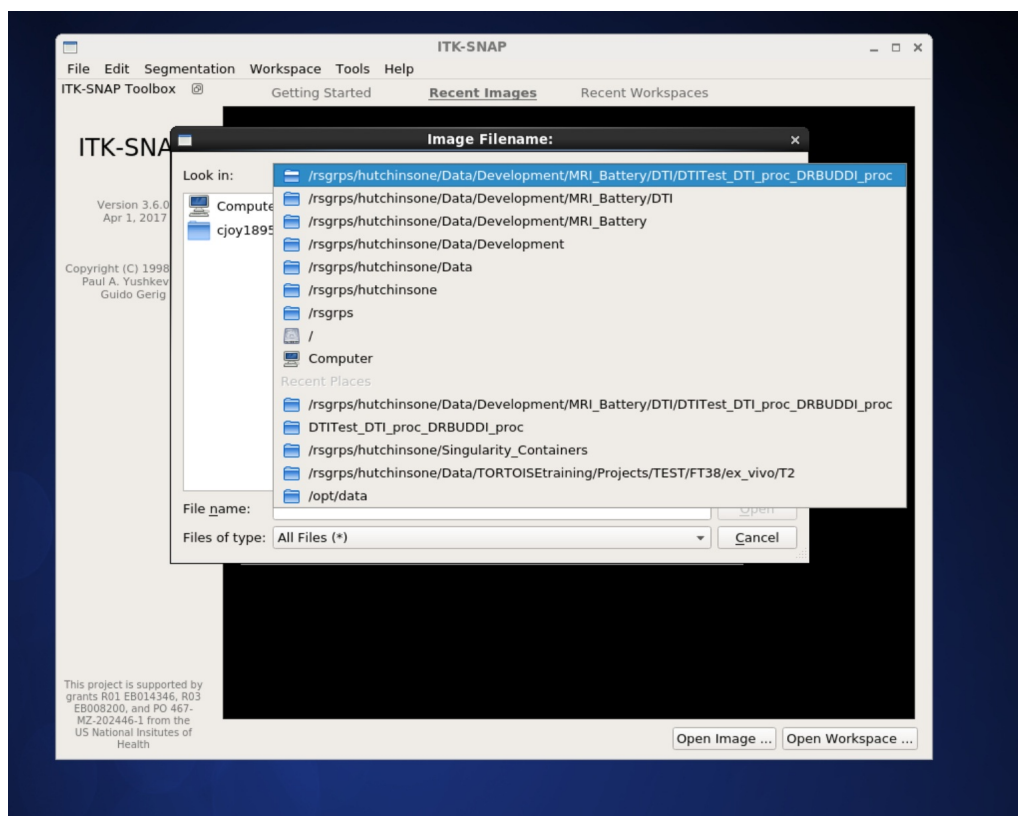 ITK-SNAP
File Edit Segmentation Workspace Tools Help
ITK-SNAP Toolbox
Getting Started Recent Images Recent Workspaces
ITK-SNA
Version 3.6.0
Apr 1, 2017
Copyright (C) 1998
Paul A. Yushkev
Guido Gerig
Image Filename:
Look in:
Compute
cjoy1895
/rsgrps/hutchinsone/Data/Development/MRI_Battery/DTI/DTITest_DTI_proc_DRBUDDI_proc
/rsgrps/hutchinsone/Data/Development/MRI_Battery/DTI
/rsgrps/hutchinsone/Data/Development/MRI_Battery
/rsgrps/hutchinsone/Data/Development
/rsgrps/hutchinsone/Data
/rsgrps/hutchinsone
/rsgrps
/
Computer
Recent Places
/rsgrps/hutchinsone/Data/Development/MRI_Battery/DTI/DTITest_DTI_proc_DRBUDDI_proc
DTITest_DTI_proc_DRBUDDI_proc
/rsgrps/hutchinsone/Singularity_Containers
/rsgrps/hutchinsone/Data/TORTOISEtraining/Projects/TEST/FT38/ex_vivo/T2
/opt/data
File name: Open
Files of type: All Files (*) Cancel
This project is supported by
grants R01 EB014346, R03
EB008200, and PO 467-
MZ-202446-1 from the
US National Insitutes of
Health
Open Image ... Open Workspace ...